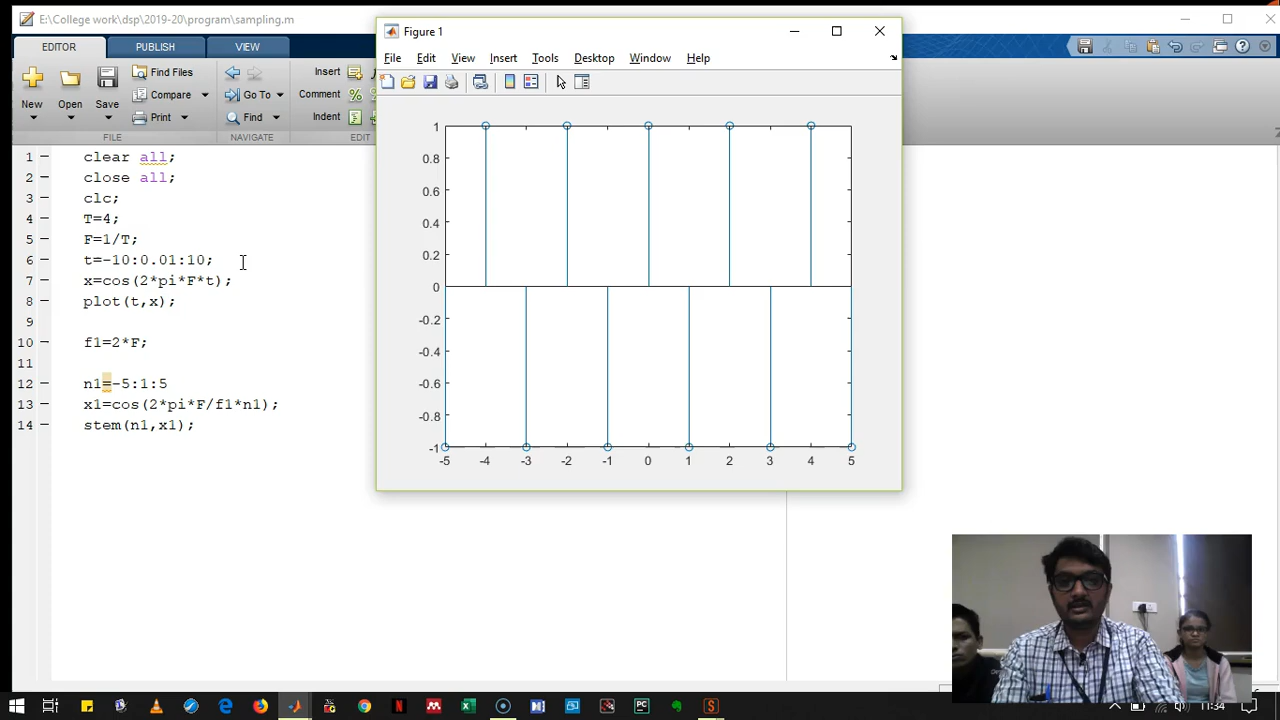 E:\College work\dsp\2019-20\program\sampling.m
EDITOR PUBLISH VIEW
New Open Save Find Files Compare Print
Go To Find
Insert Comment Indent
FILE NAVIGATE EDIT
1 clear all;
2 close all;
3 clc;
4 T=4;
5 F=1/T;
6 t=-10:0.01:10;
7 x=cos(2*pi*F*t);
8 plot(t,x);
9
10 f1=2*F;
11
12 n1=-5:1:5
13 x1=cos(2*pi*F/f1*n1);
14 stem(n1,x1);
Figure 1
File Edit View Insert Tools Desktop Window Help
1
0.8
0.6
0.4
0.2
0
-0.2
-0.4
-0.6
-0.8
-1
-5 -4 -3 -2 -1 0 1 2 3 4 5
11:34